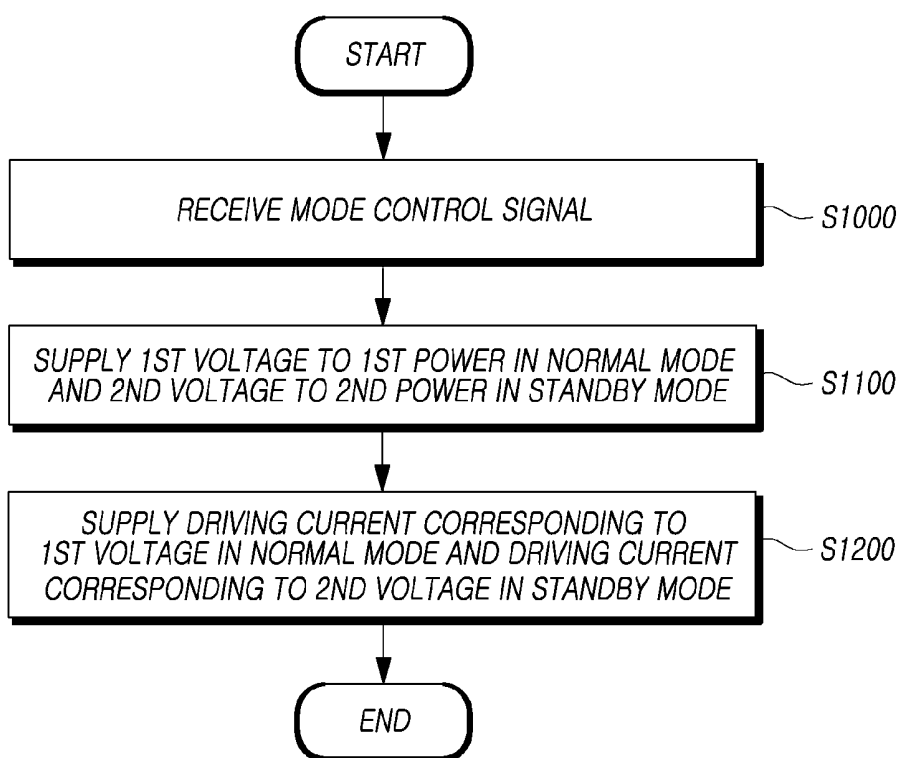 START
RECEIVE MODE CONTROL SIGNAL
S1000
SUPPLY 1ST VOLTAGE TO 1ST POWER IN NORMAL MODE
AND 2ND VOLTAGE TO 2ND POWER IN STANDBY MODE
S1100
SUPPLY DRIVING CURRENT CORRESPONDING TO
1ST VOLTAGE IN NORMAL MODE AND DRIVING CURRENT
CORRESPONDING TO 2ND VOLTAGE IN STANDBY MODE
S1200
END